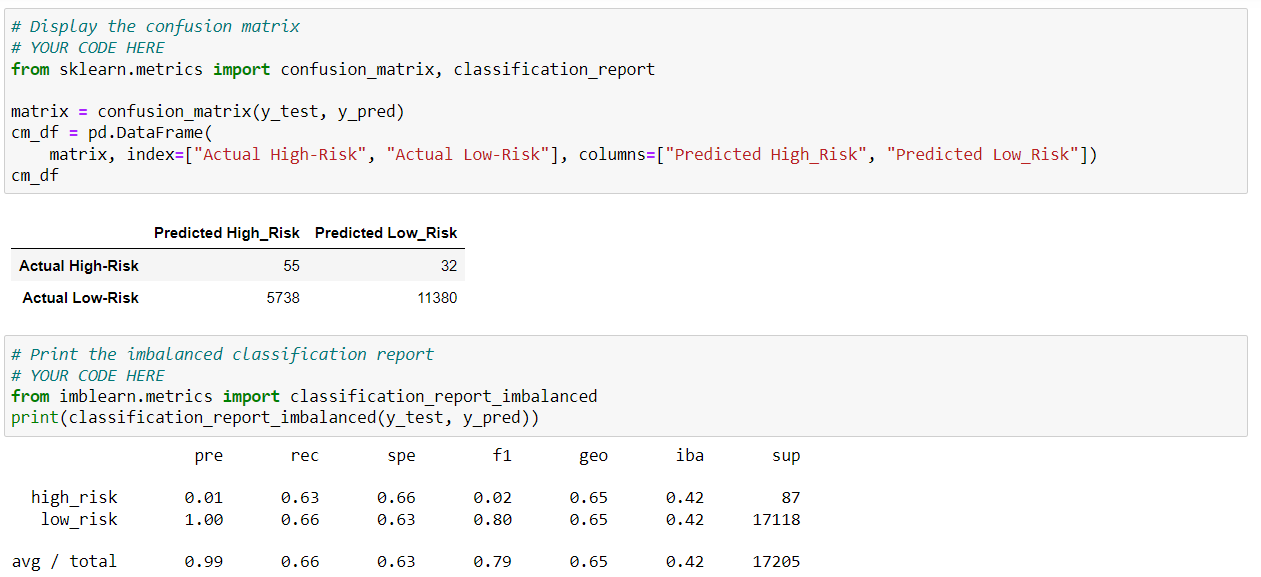 # Display the confusion matrix
# YOUR CODE HERE
from sklearn.metrics import confusion_matrix, classification_report
matrix = confusion_matrix(y_test, y_pred)
cm_df = pd.DataFrame(
matrix, index=["Actual High-Risk", "Actual Low-Risk"], columns=["Predicted High_Risk", "Predicted Low_Risk"])
cm_df
Predicted High_Risk Predicted Low_Risk
Actual High-Risk 55 32
Actual Low-Risk 5738 11380
# Print the imbalanced classification report
# YOUR CODE HERE
from imblearn.metrics import classification_report_imbalanced
print(classification_report_imbalanced(y_test, y_pred))
pre rec spe f1 geo iba sup
high_risk 0.01 0.63 0.66 0.02 0.65 0.42 87
low_risk 1.00 0.66 0.63 0.80 0.65 0.42 17118
avg / total 0.99 0.66 0.63 0.79 0.65 0.42 17205